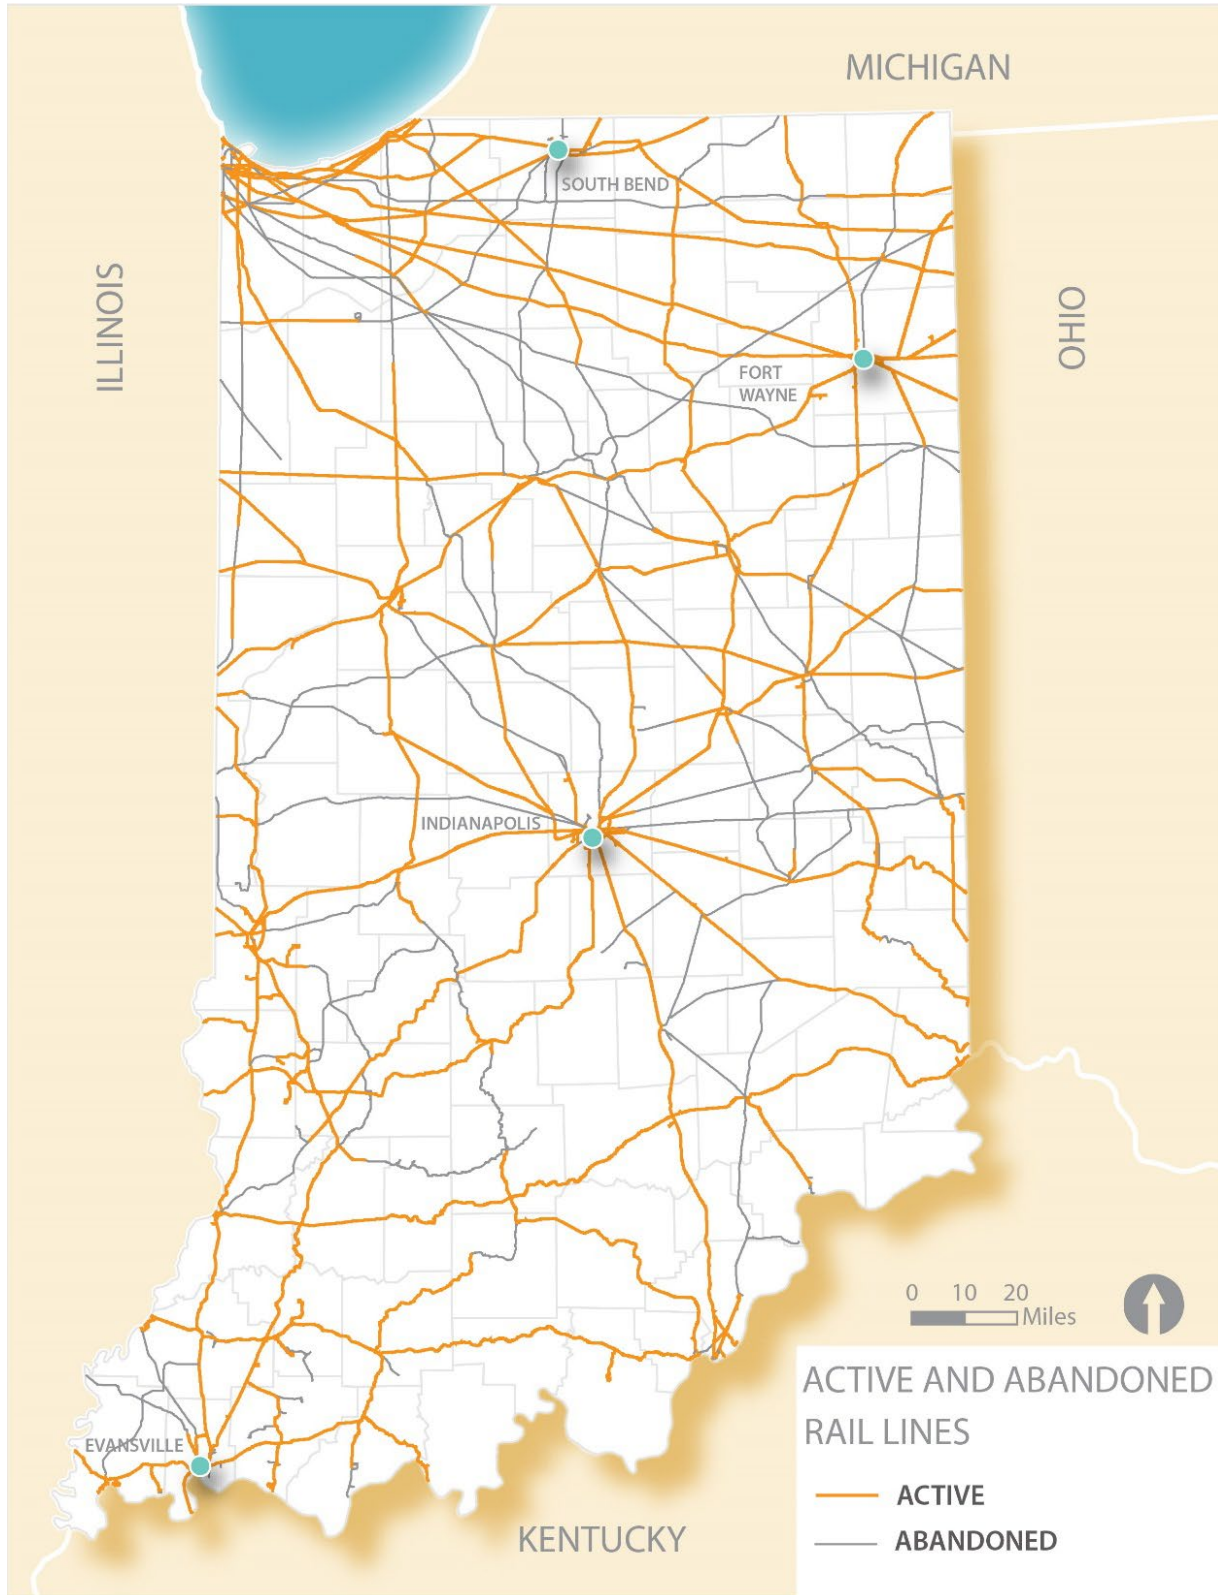 MICHIGAN
SOUTH BEND
ILLINOIS
OHIO
FORT
WAYNE
INDIANAPOLIS
0 10 20
Miles
ACTIVE AND ABANDONED
RAIL LINES
EVANSVILLE
ACTIVE
ABANDONED
KENTUCKY